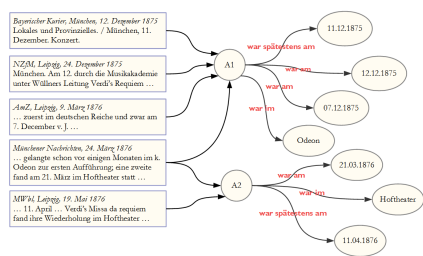 Bayerischer Kurier, München, 12. Dezember 1875
Lokales und Provinzielles. / München, 11.
Dezember. Konzert.
NZfM, Leipzig, 24. Dezember 1875
München. Am 12. durch die Musikakademie
unter Wüllners Leitung Verdi's Requiem …
AmZ, Leipzig, 9. März 1876
… zuerst im deutschen Reiche und zwar am
7. December v. J. …
Münchner Nachrichten, 24. März 1876
… gelangte schon vor einigen Monaten im k.
Odeon zur ersten Aufführung; eine zweite
fand am 21. März im Hoftheater statt …
MWbl, Leipzig, 19. Mai 1876
… 11. April … Verdi's Missa da requiem
fand ihre Wiederholung im Hoftheater …
A1
A2
war spätestens am
war am
war am
war im
war am
war im
war spätestens am
11.12.1875
12.12.1875
07.12.1875
Odeon
21.03.1876
Hoftheater
11.04.1876